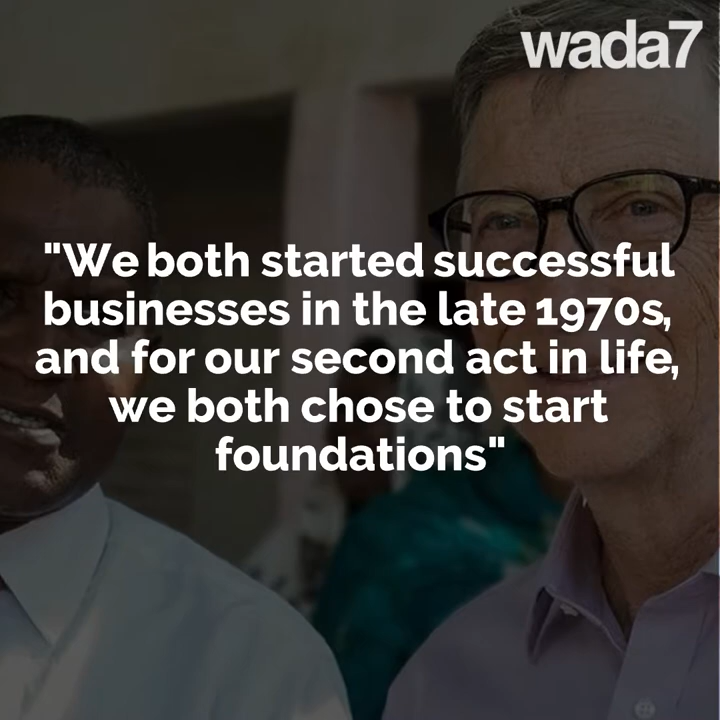 wada7
"We both started successful
businesses in the late 1970s,
and for our second act in life,
we both chose to start
foundations"